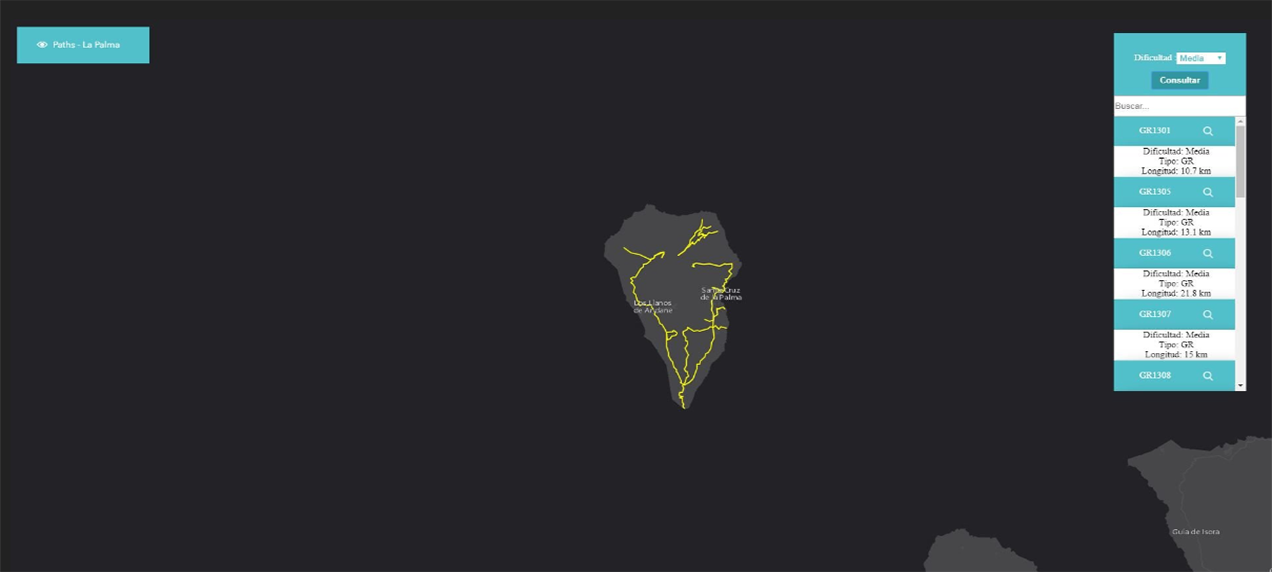 Paths - La Palma
Dificultad : Media
Consultar
Buscar...
GR1301
Dificultad: Media
Tipo: GR
Longitud: 10.7 km
GR1305
Dificultad: Media
Tipo: GR
Longitud: 13.1 km
GR1306
Dificultad: Media
Tipo: GR
Longitud: 21.8 km
GR1307
Dificultad: Media
Tipo: GR
Longitud: 15 km
GR1308
Santa Cruz
de la Palma
Los Llanos
de Aridane
Guía de Isora